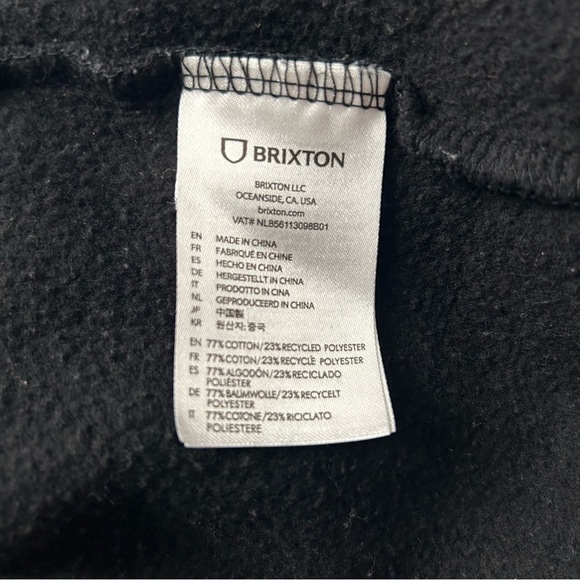 BRIXTON
BRIXTON LLC
OCEANSIDE, CA. USA
brixton.com
VAT# NL856113098B01
EN MADE IN CHINA
FR FABRIQUÉ EN CHINE
ES HECHO EN CHINA
DE HERGESTELLT IN CHINA
IT PRODOTTO IN CINA
NL GEPRODUCEERD IN CHINA
JP 中国製
KR 원산지: 중국
EN 77% COTTON/23% RECYCLED POLYESTER
FR 77% COTON/23% RECYCLÉ POLYESTER
ES 77% ALGODÓN/23% RECICLADO
POLIÉSTER
DE 77% BAUMWOLLE/23% RECYCELT
POLYESTER
IT 77% COTONE/23% RICICLATO
POLIESTERE